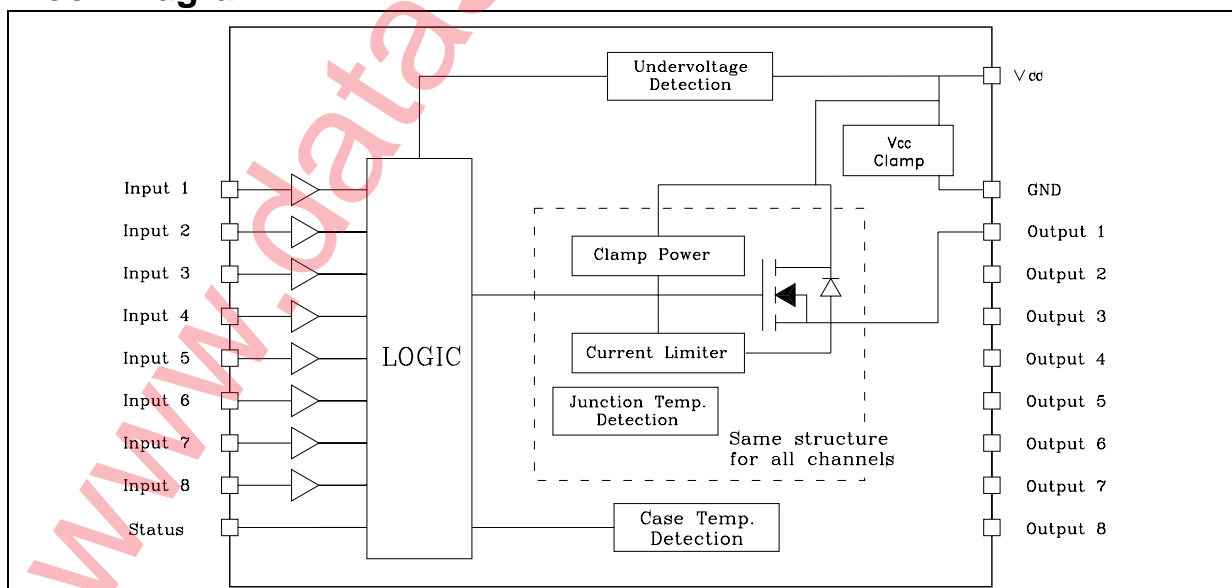 Undervoltage
Detection
Vcc
Vcc
Clamp
Input 1
GND
Input 2
Output 1
Clamp Power
Input 3
Output 2
Input 4
Output 3
LOGIC
Current Limiter
Input 5
Output 4
Input 6
Junction Temp.
Detection
Output 5
Input 7
Same structure
for all channels
Output 6
Input 8
Output 7
Status
Case Temp.
Detection
Output 8
www.datas